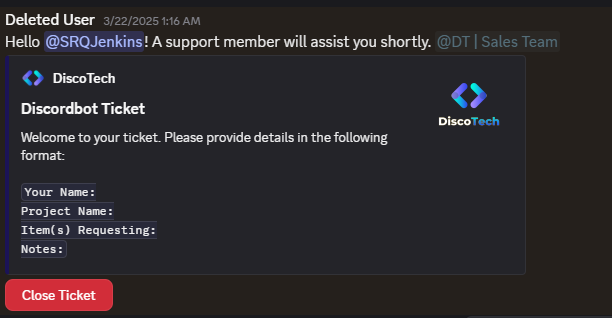 Deleted User 3/22/2025 1:16 AM
Hello @SRQJenkins! A support member will assist you shortly. @DT | Sales Team
DiscoTech
Discordbot Ticket
DiscoTech
Welcome to your ticket. Please provide details in the following
format:
Your Name:
Project Name:
Item(s) Requesting:
Notes:
Close Ticket